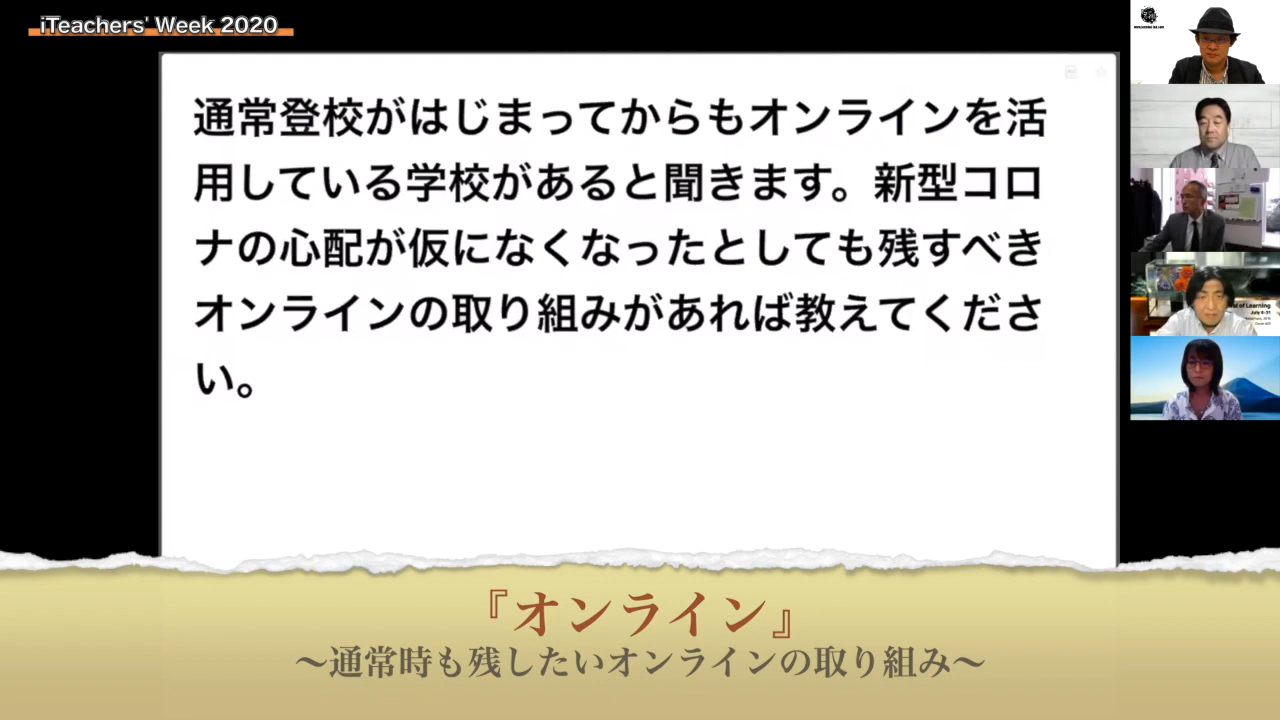 iTeachers' Week 2020
通常登校がはじまってからもオンラインを活
用している学校があると聞きます。新型コロ
ナの心配が仮になくなったとしても残すべき
オンラインの取り組みがあれば教えてくださ
い。
of Learning
July 6-31
『オンライン』
〜通常時も残したいオンラインの取り組み〜